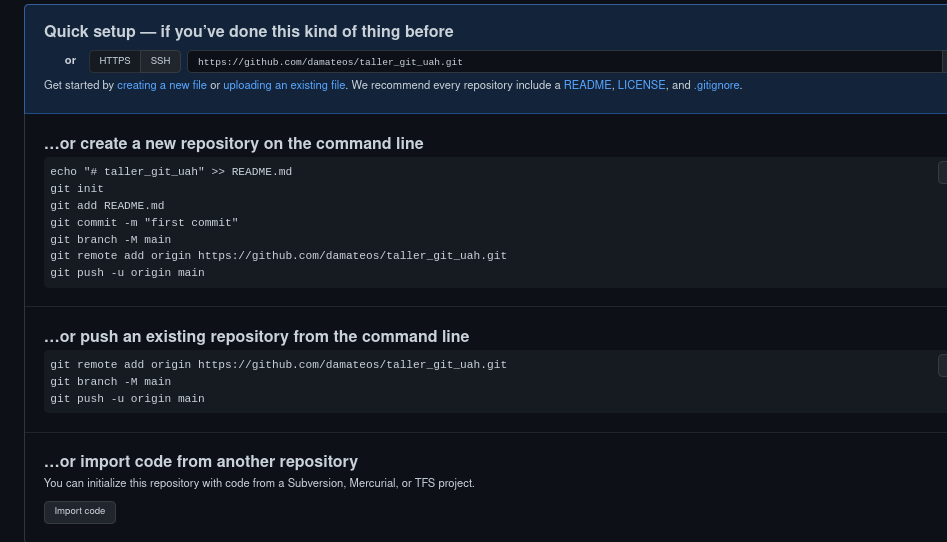 Quick setup — if you’ve done this kind of thing before
or HTTPS SSH https://github.com/damateos/taller_git_uah.git
Get started by creating a new file or uploading an existing file. We recommend every repository include a README, LICENSE, and .gitignore.
…or create a new repository on the command line
echo "# taller_git_uah" >> README.md
git init
git add README.md
git commit -m "first commit"
git branch -M main
git remote add origin https://github.com/damateos/taller_git_uah.git
git push -u origin main
…or push an existing repository from the command line
git remote add origin https://github.com/damateos/taller_git_uah.git
git branch -M main
git push -u origin main
…or import code from another repository
You can initialize this repository with code from a Subversion, Mercurial, or TFS project.
Import code